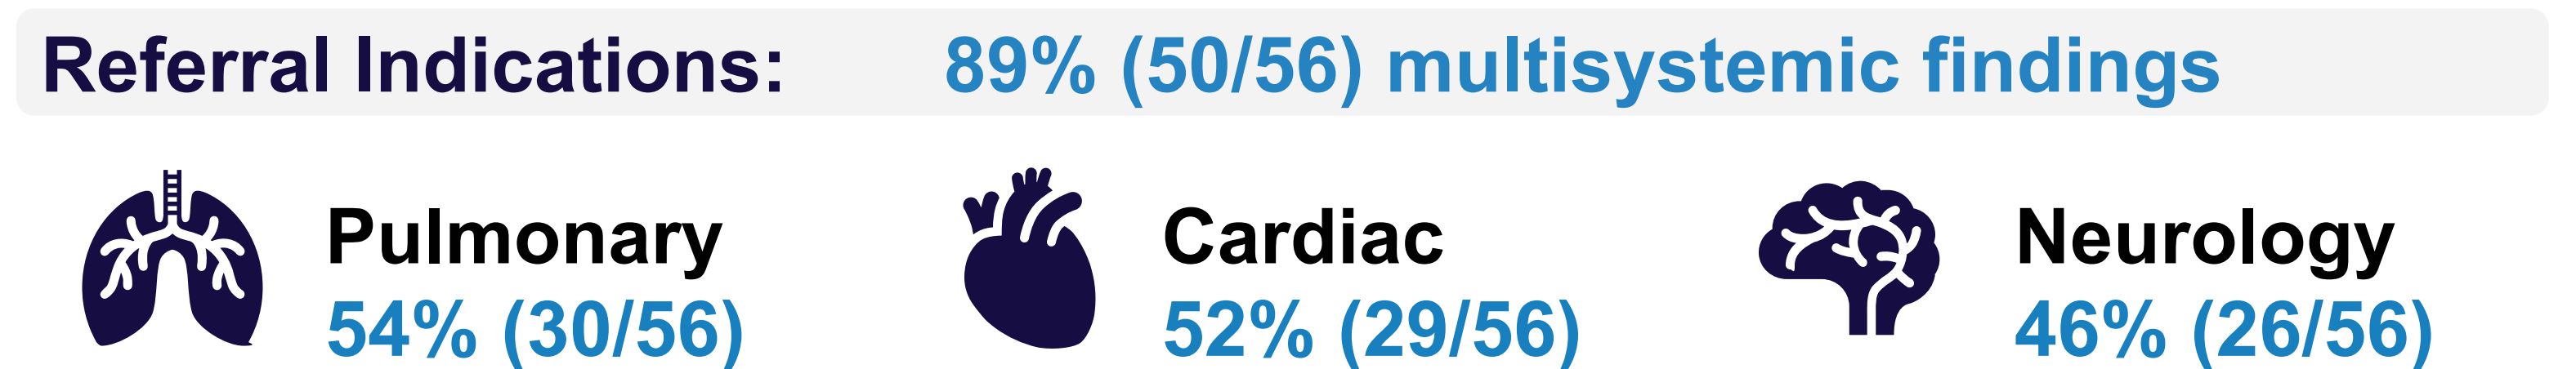 Referral Indications: 89% (50/56) multisystemic findings
Pulmonary
54% (30/56)
Cardiac
52% (29/56)
Neurology
46% (26/56)